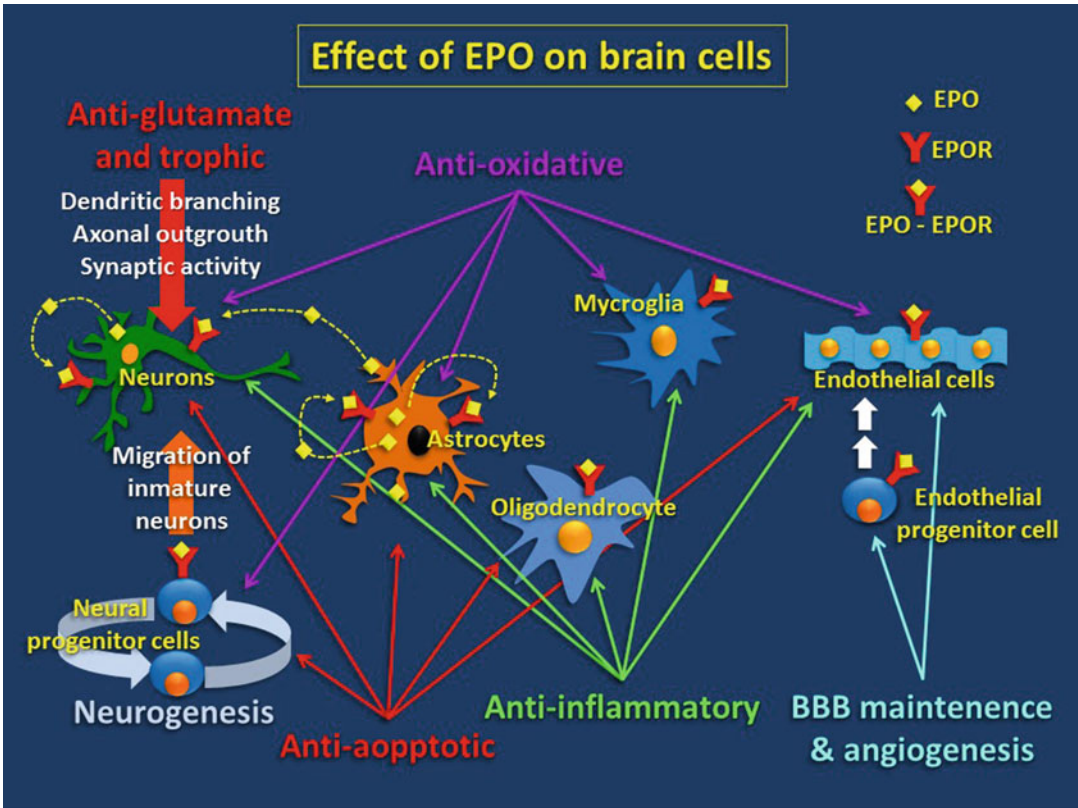 Effect of EPO on brain cells
EPO
EPOR
EPO - EPOR
Anti-glutamate
and trophic
Dendritic branching
Axonal outgrouth
Synaptic activity
Anti-oxidative
Mycroglia
Neurons
Endothelial cells
Astrocytes
Migration of
inmature
neurons
Oligodendrocyte
Endothelial
progenitor cell
Neural
progenitor cells
Neurogenesis
Anti-aopptotic
Anti-inflammatory
BBB maintenence
& angiogenesis